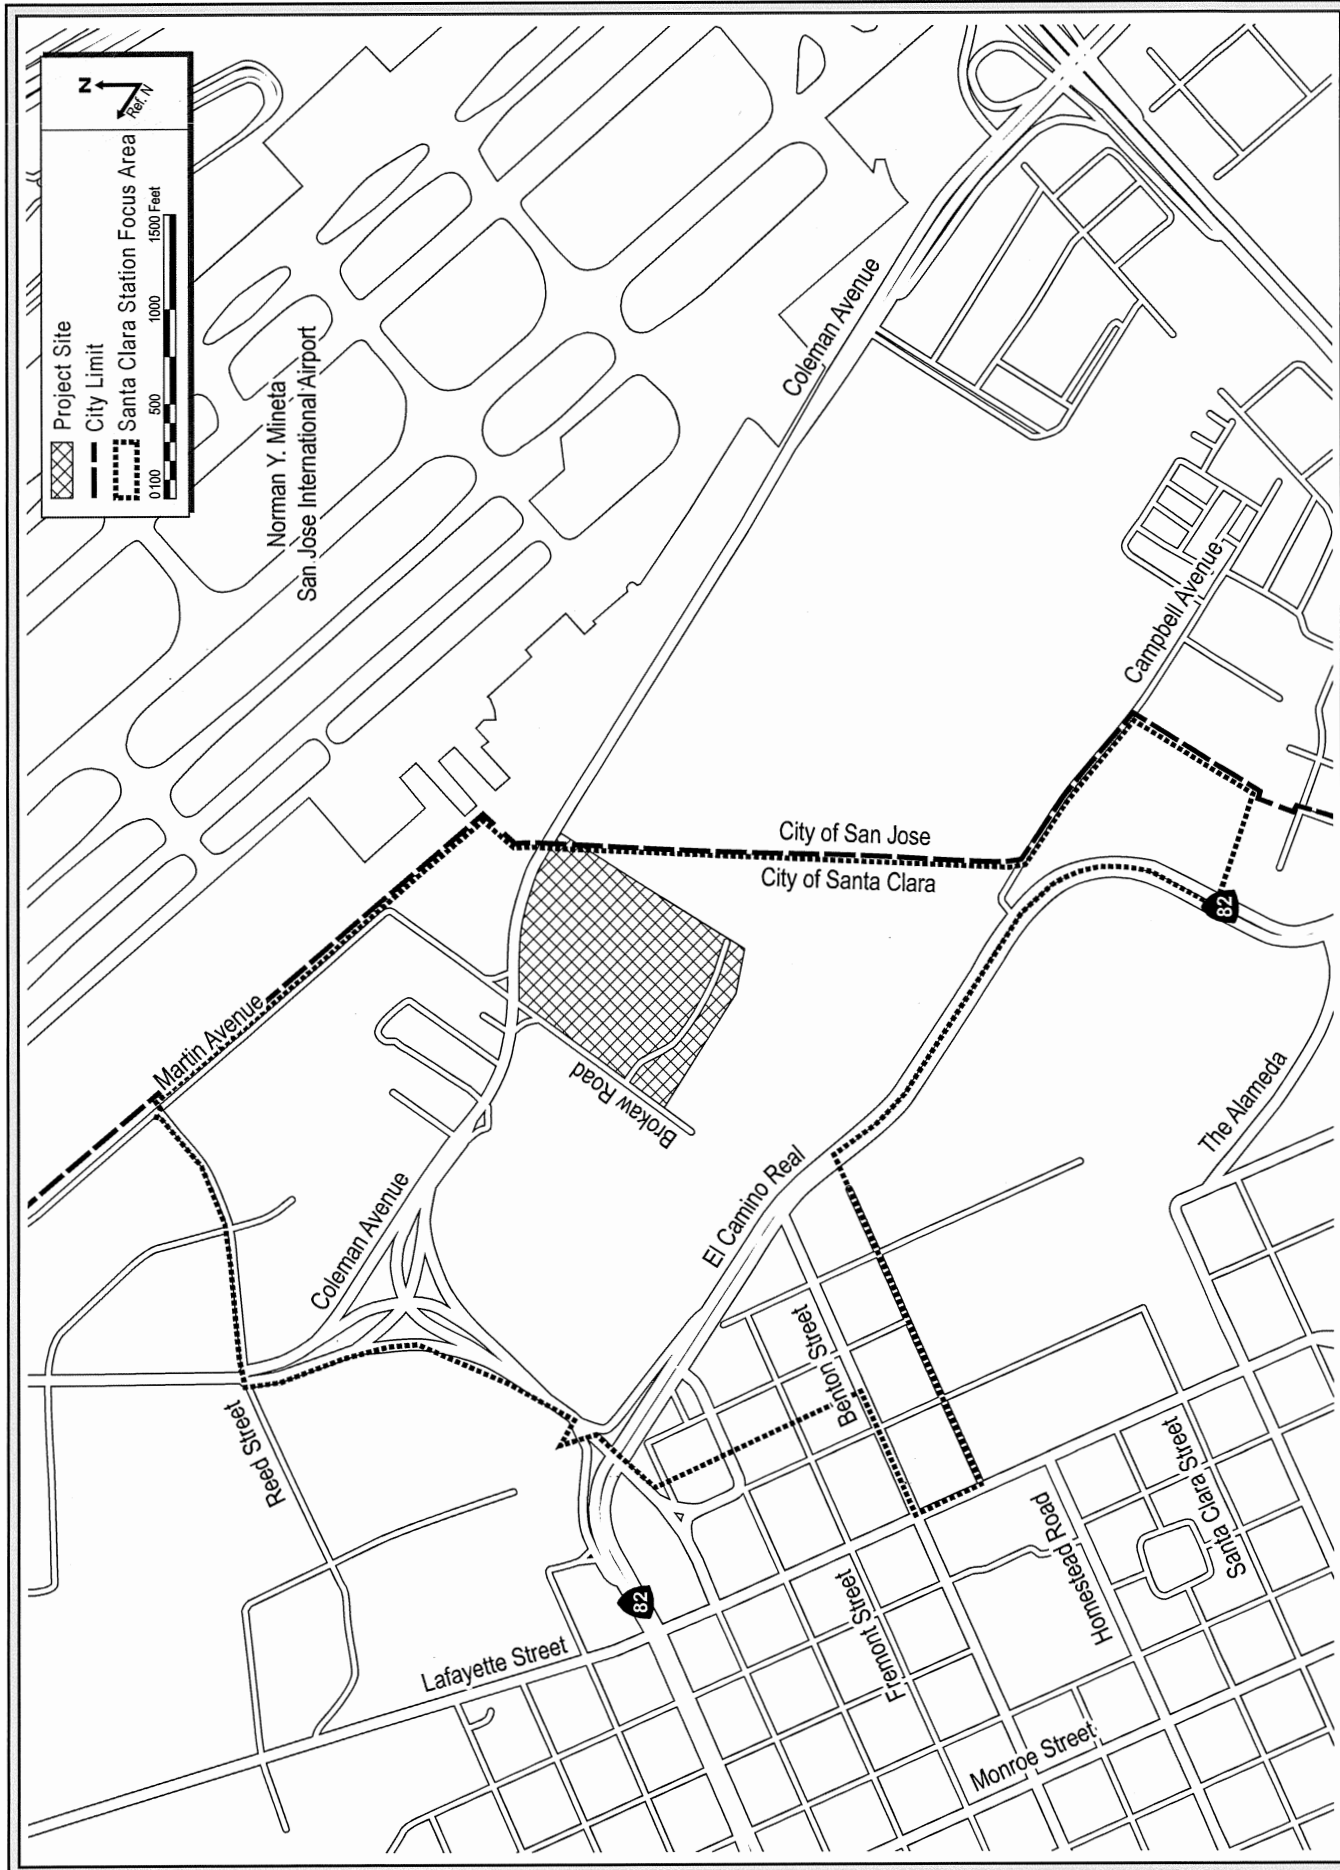 Project Site
City Limit
Santa Clara Station Focus Area
0 100 500 1000 1500 Feet
N
Ref. N
Norman Y. Mineta
San Jose International Airport
Coleman Avenue
Campbell Avenue
City of San Jose
City of Santa Clara
82
Martin Avenue
Brokaw Road
The Alameda
El Camino Real
Coleman Avenue
Benton Street
Reed Street
Santa Clara Street
Homestead Road
Fremont Street
82
Lafayette Street
Monroe Street